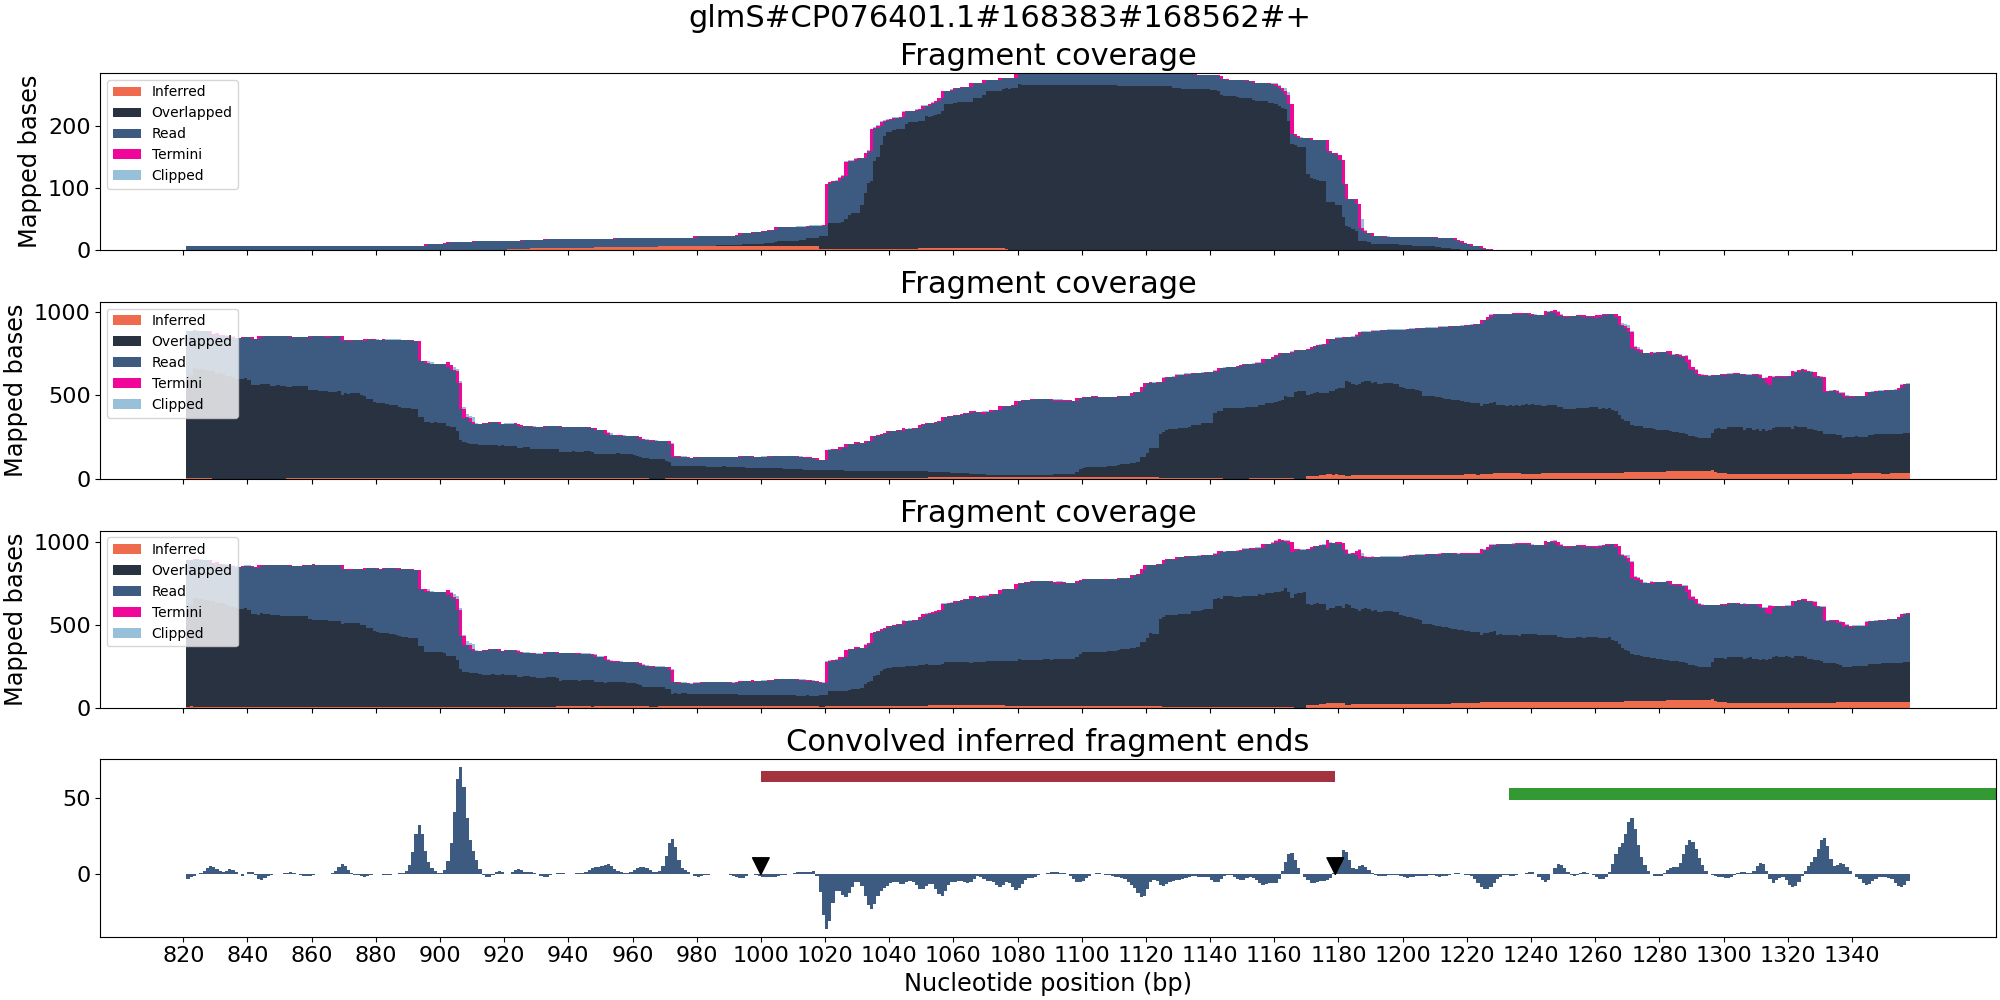 glmS#CP076401.1#168383#168562#+
Fragment coverage
Mapped bases
200
100
0
Inferred
Overlapped
Read
Termini
Clipped
Fragment coverage
Mapped bases
1000
500
0
Inferred
Overlapped
Read
Termini
Clipped
Fragment coverage
Mapped bases
1000
500
0
Inferred
Overlapped
Read
Termini
Clipped
Convolved inferred fragment ends
50
0
820 840 860 880 900 920 940 960 980 1000 1020 1040 1060 1080 1100 1120 1140 1160 1180 1200 1220 1240 1260 1280 1300 1320 1340
Nucleotide position (bp)